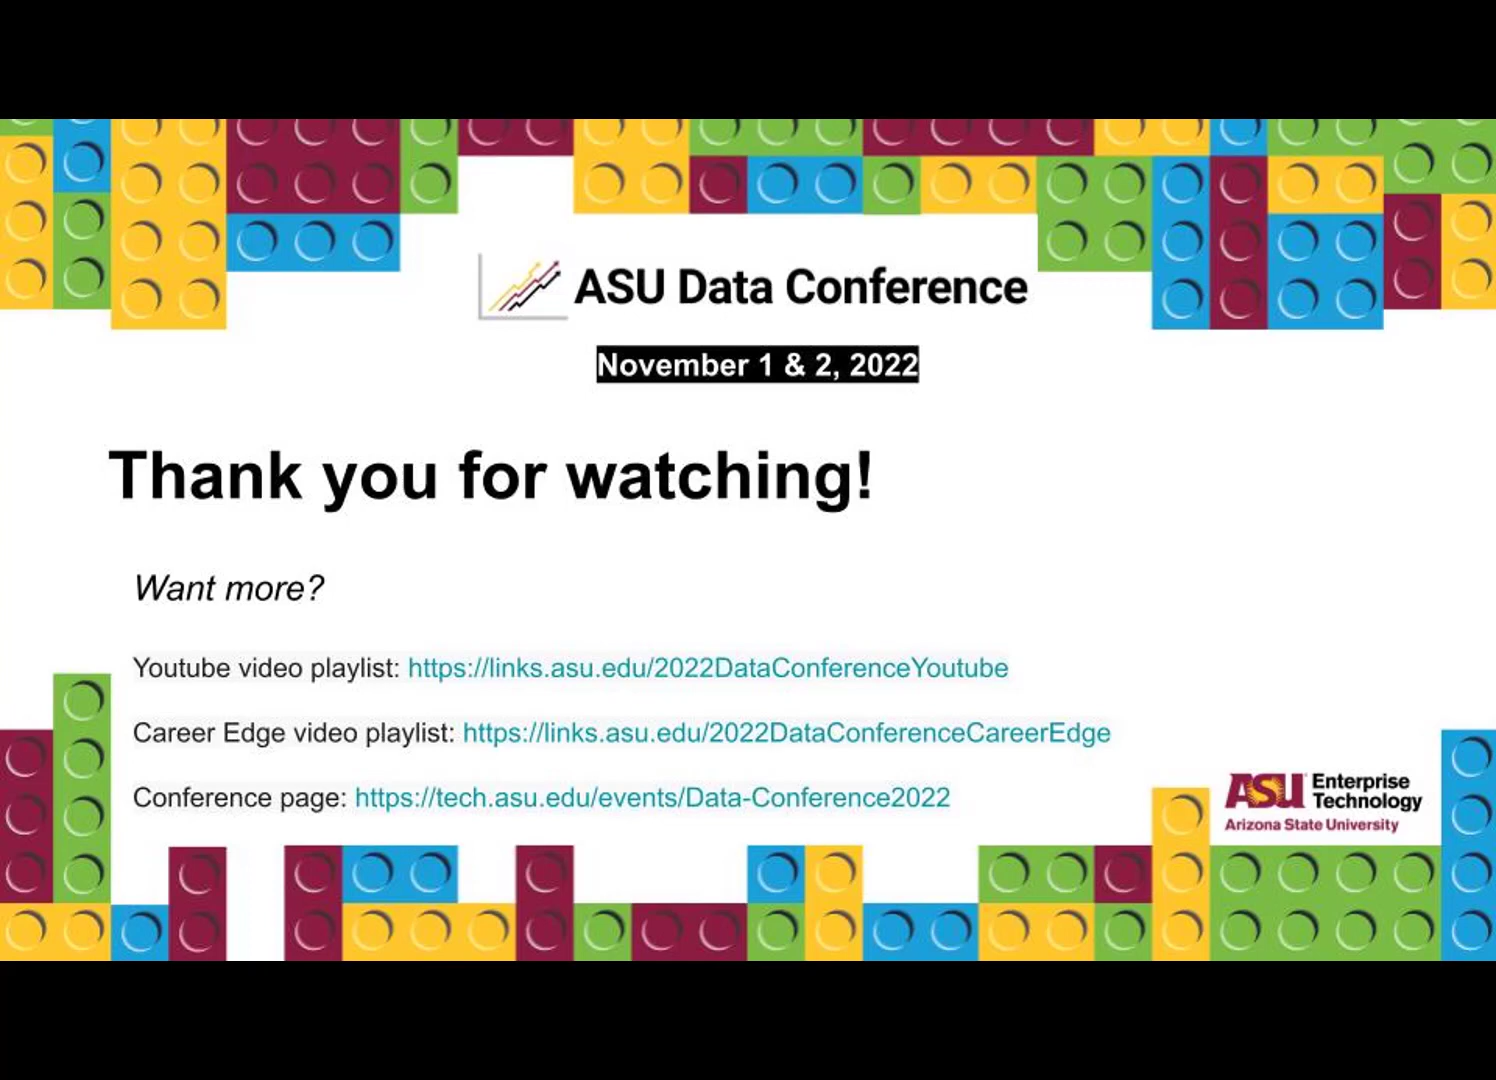 ASU Data Conference
November 1 & 2, 2022
Thank you for watching!
Want more?
Youtube video playlist: https://links.asu.edu/2022DataConferenceYoutube
Career Edge video playlist: https://links.asu.edu/2022DataConferenceCareerEdge
Conference page: https://tech.asu.edu/events/Data-Conference2022
ASU Enterprise
Technology
Arizona State University